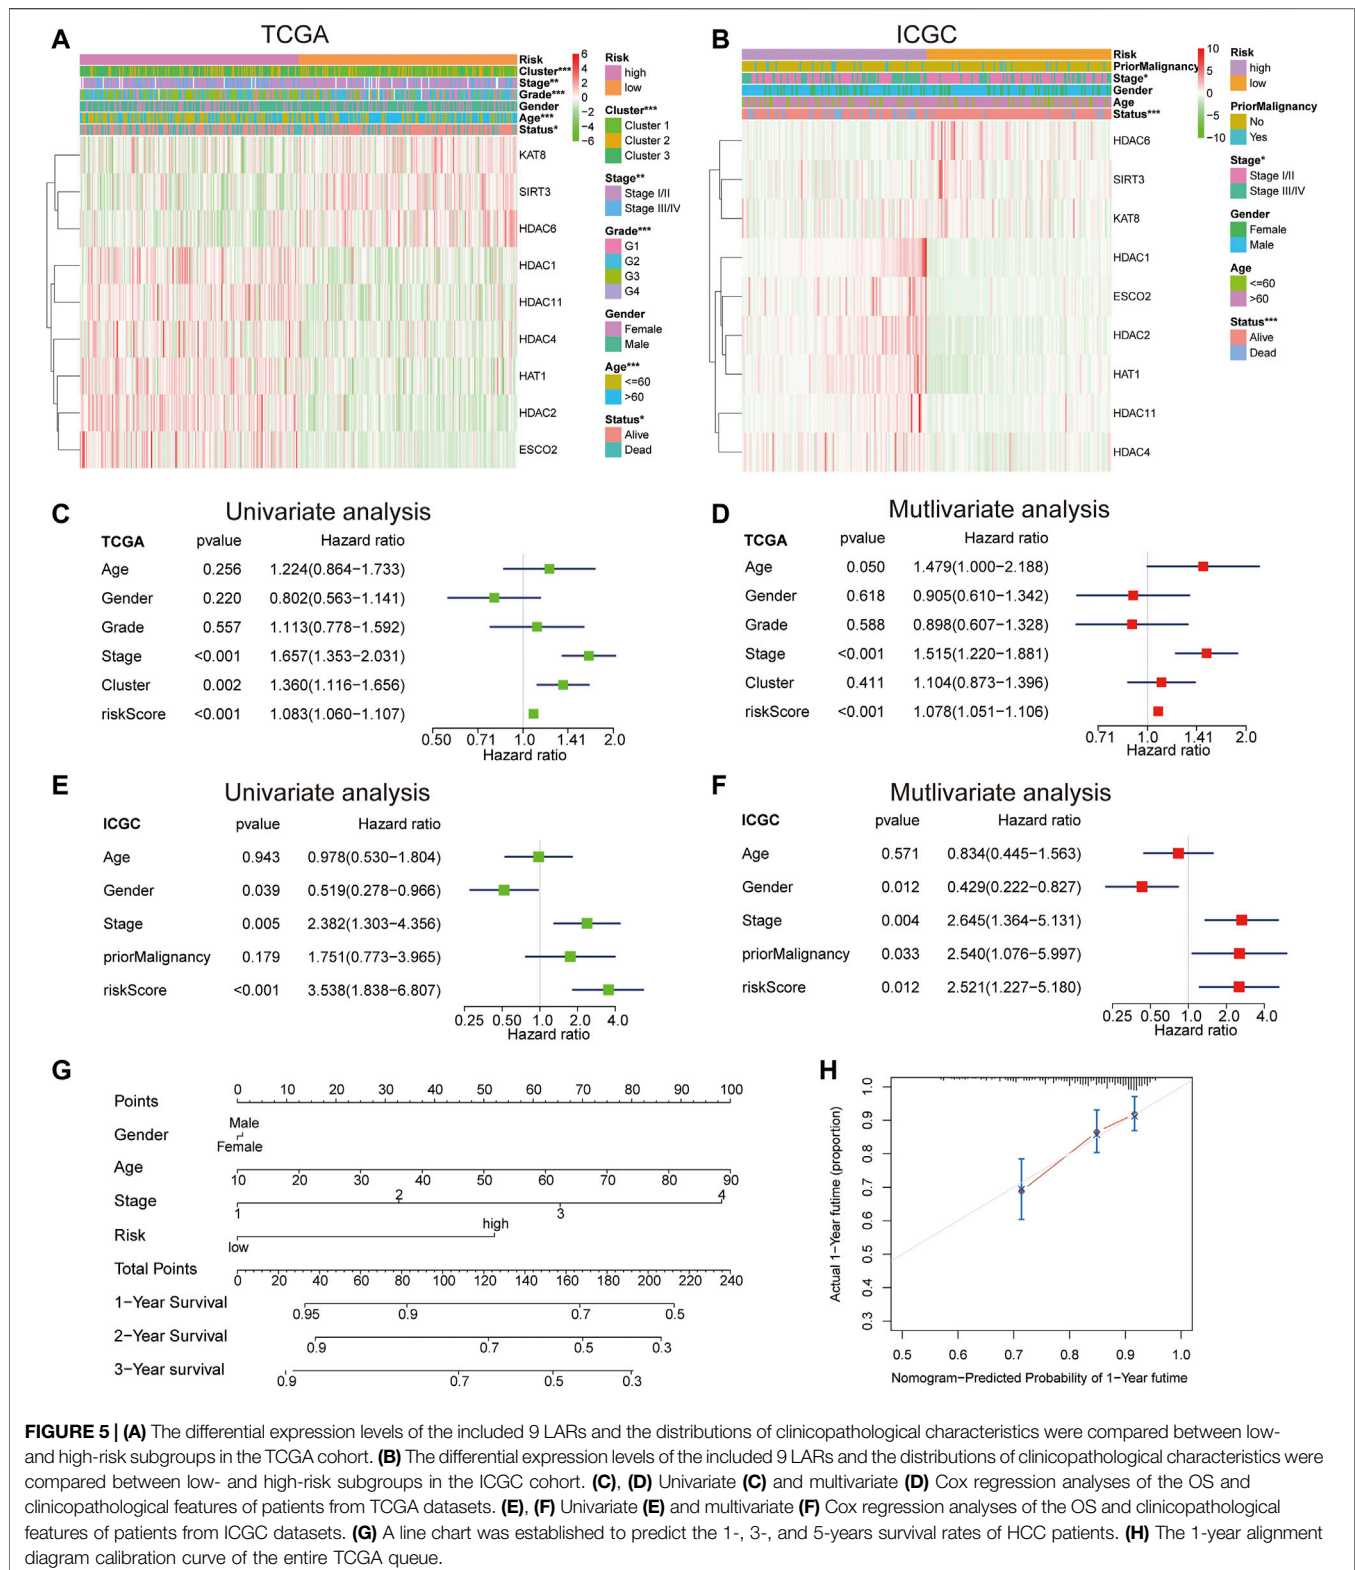 A
TCGA
Risk
Cluster***
Stage**
Grade***
Gender
Age***
Status*
KAT8
SIRT3
HDAC6
HDAC1
HDAC11
HDAC4
HAT1
HDAC2
ESCO2
6
4
2
0
−2
−4
−6
Risk
high
low
Cluster***
Cluster 1
Cluster 2
Cluster 3
Stage**
Stage I/II
Stage III/IV
Grade***
G1
G2
G3
G4
Gender
Female
Male
Age***
<=60
>60
Status*
Alive
Dead
B
ICGC
Risk
PriorMalignancy
Stage*
Gender
Age
Status***
HDAC6
SIRT3
KAT8
HDAC1
ESCO2
HDAC2
HAT1
HDAC11
HDAC4
10
5
0
−5
−10
Risk
high
low
PriorMalignancy
No
Yes
Stage*
Stage I/II
Stage III/IV
Gender
Female
Male
Age
<=60
>60
Status***
Alive
Dead
C
Univariate analysis
TCGA pvalue Hazard ratio
Age 0.256 1.224(0.864−1.733)
Gender 0.220 0.802(0.563−1.141)
Grade 0.557 1.113(0.778−1.592)
Stage <0.001 1.657(1.353−2.031)
Cluster 0.002 1.360(1.116−1.656)
riskScore <0.001 1.083(1.060−1.107)
0.50 0.71 1.0 1.41 2.0
Hazard ratio
D
Mutlivariate analysis
TCGA pvalue Hazard ratio
Age 0.050 1.479(1.000−2.188)
Gender 0.618 0.905(0.610−1.342)
Grade 0.588 0.898(0.607−1.328)
Stage <0.001 1.515(1.220−1.881)
Cluster 0.411 1.104(0.873−1.396)
riskScore <0.001 1.078(1.051−1.106)
0.71 1.0 1.41 2.0
Hazard ratio
E
Univariate analysis
ICGC pvalue Hazard ratio
Age 0.943 0.978(0.530−1.804)
Gender 0.039 0.519(0.278−0.966)
Stage 0.005 2.382(1.303−4.356)
priorMalignancy 0.179 1.751(0.773−3.965)
riskScore <0.001 3.538(1.838−6.807)
0.25 0.50 1.0 2.0 4.0
Hazard ratio
F
Mutlivariate analysis
ICGC pvalue Hazard ratio
Age 0.571 0.834(0.445−1.563)
Gender 0.012 0.429(0.222−0.827)
Stage 0.004 2.645(1.364−5.131)
priorMalignancy 0.033 2.540(1.076−5.997)
riskScore 0.012 2.521(1.227−5.180)
0.25 0.50 1.0 2.0 4.0
Hazard ratio
G
Points
0 10 20 30 40 50 60 70 80 90 100
Gender
Male
Female
Age
10 20 30 40 50 60 70 80 90
Stage
1 2 3 4
Risk
high
low
Total Points
0 20 40 60 80 100 120 140 160 180 200 220 240
1−Year Survival
0.95 0.9 0.7 0.5
2−Year Survival
0.9 0.7 0.5 0.3
3−Year survival
0.9 0.7 0.5 0.3
H
Actual 1−Year futime (proportion)
1.0
0.9
0.8
0.7
0.6
0.5
0.4
0.3
0.5 0.6 0.7 0.8 0.9 1.0
Nomogram−Predicted Probability of 1−Year futime
FIGURE 5 | (A) The differential expression levels of the included 9 LARs and the distributions of clinicopathological characteristics were compared between low-
and high-risk subgroups in the TCGA cohort. (B) The differential expression levels of the included 9 LARs and the distributions of clinicopathological characteristics were
compared between low- and high-risk subgroups in the ICGC cohort. (C), (D) Univariate (C) and multivariate (D) Cox regression analyses of the OS and
clinicopathological features of patients from TCGA datasets. (E), (F) Univariate (E) and multivariate (F) Cox regression analyses of the OS and clinicopathological
features of patients from ICGC datasets. (G) A line chart was established to predict the 1-, 3-, and 5-years survival rates of HCC patients. (H) The 1-year alignment
diagram calibration curve of the entire TCGA queue.